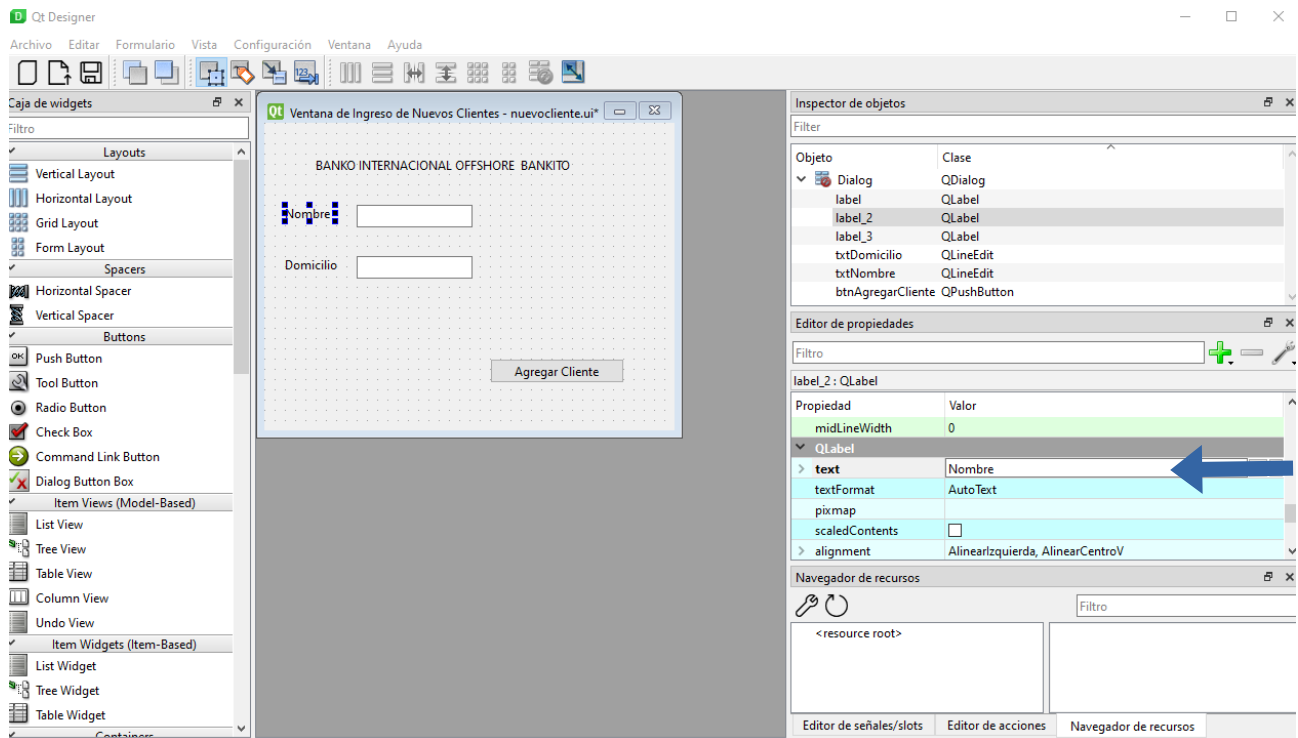 Qt Designer
Archivo Editar Formulario Vista Configuración Ventana Ayuda
Caja de widgets
Filtro
Layouts
Vertical Layout
Horizontal Layout
Grid Layout
Form Layout
Spacers
Horizontal Spacer
Vertical Spacer
Buttons
OK Push Button
Tool Button
Radio Button
Check Box
Command Link Button
Dialog Button Box
Item Views (Model-Based)
List View
Tree View
Table View
Column View
Undo View
Item Widgets (Item-Based)
List Widget
Tree Widget
Table Widget
Containers
Qt Ventana de Ingreso de Nuevos Clientes - nuevocliente.ui*
BANKO INTERNACIONAL OFFSHORE BANKITO
Nombre
Domicilio
Agregar Cliente
Inspector de objetos
Filter
Objeto Clase
Dialog QDialog
label QLabel
label_2 QLabel
label_3 QLabel
txtDomicilio QLineEdit
txtNombre QLineEdit
btnAgregarCliente QPushButton
Editor de propiedades
Filtro
label_2 : QLabel
Propiedad Valor
midLineWidth 0
QLabel
text Nombre
textFormat AutoText
pixmap
scaledContents
alignment AlinearIzquierda, AlinearCentroV
Navegador de recursos
Filtro
<resource root>
Editor de señales/slots Editor de acciones Navegador de recursos